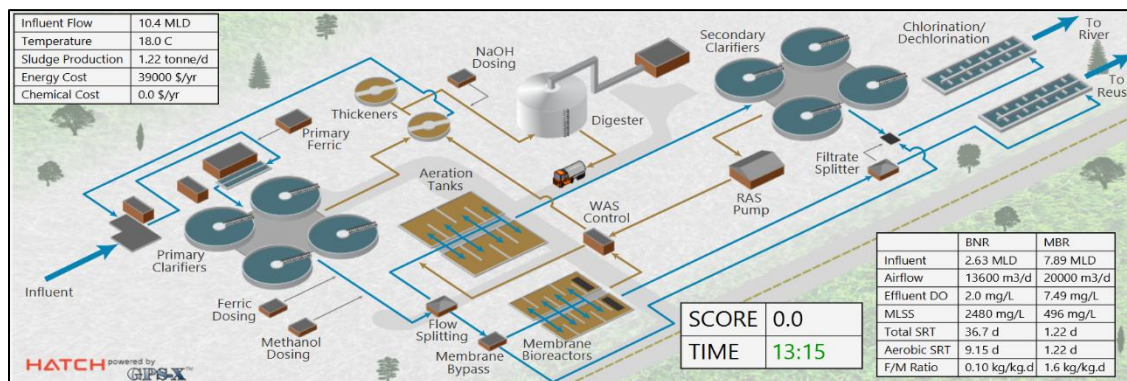 Influent Flow 10.4 MLD
Temperature 18.0 C
Sludge Production 1.22 tonne/d
Energy Cost 39000 $/yr
Chemical Cost 0.0 $/yr
NaOH
Dosing
Secondary
Clarifiers
Chlorination/
Dechlorination
To
River
To
Reuse
Thickeners
Digester
Primary
Ferric
Aeration
Tanks
WAS
Control
RAS
Pump
Filtrate
Splitter
Primary
Clarifiers
Influent
Ferric
Dosing
Methanol
Dosing
Flow
Splitting
Membrane
Bypass
Membrane
Bioreactors
SCORE 0.0
TIME 13:15
BNR MBR
Influent 2.63 MLD 7.89 MLD
Airflow 13600 m3/d 20000 m3/d
Effluent DO 2.0 mg/L 7.49 mg/L
MLSS 2480 mg/L 496 mg/L
Total SRT 36.7 d 1.22 d
Aerobic SRT 9.15 d 1.22 d
F/M Ratio 0.10 kg/kg.d 1.6 kg/kg.d
HATCH powered by
GPS-X™